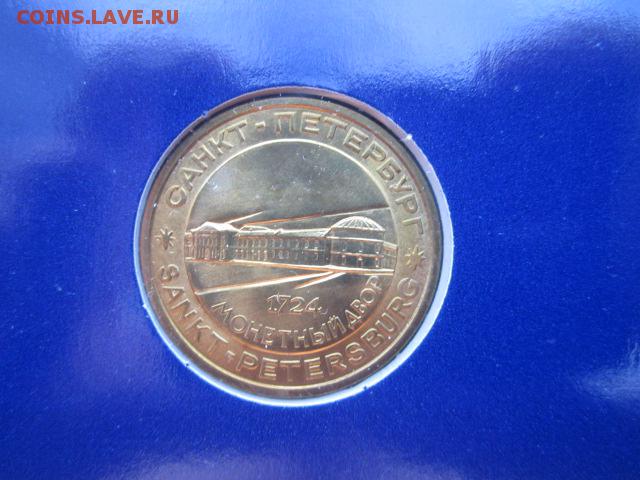 COINS.LAVE.RU
САНКТ-ПЕТЕРБУРГ
1724
МОНЕТНЫЙ ДВОР
SANKT-PETERSBURG